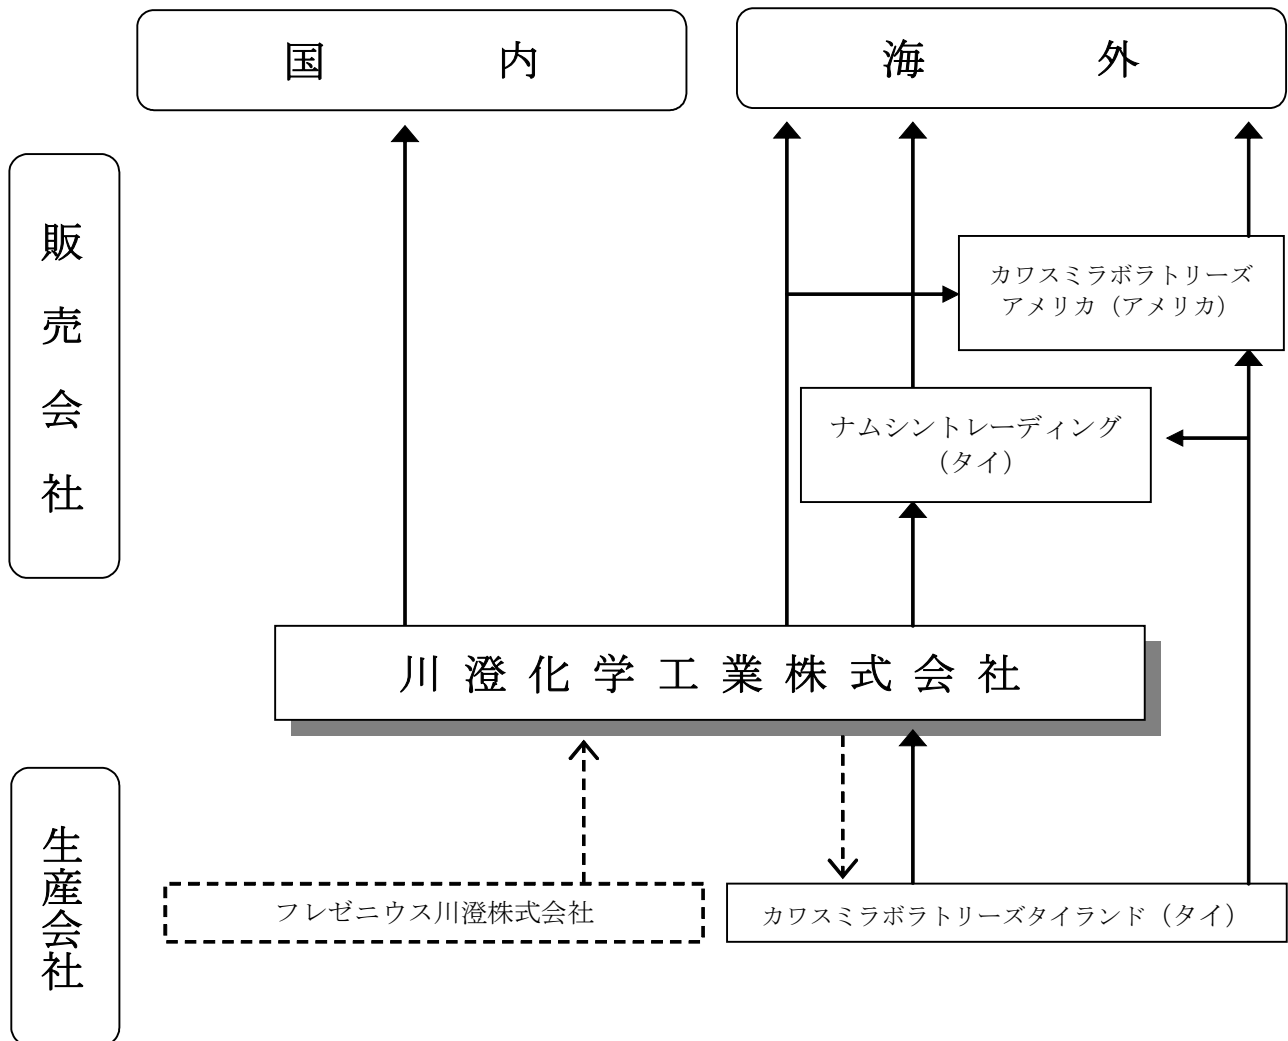 国　内
海　外
販売会社
カワスミラボラトリーズ
アメリカ（アメリカ）
ナムシントレーディング
（タイ）
川澄化学工業株式会社
生産会社
フレゼニウス川澄株式会社
カワスミラボラトリーズタイランド（タイ）